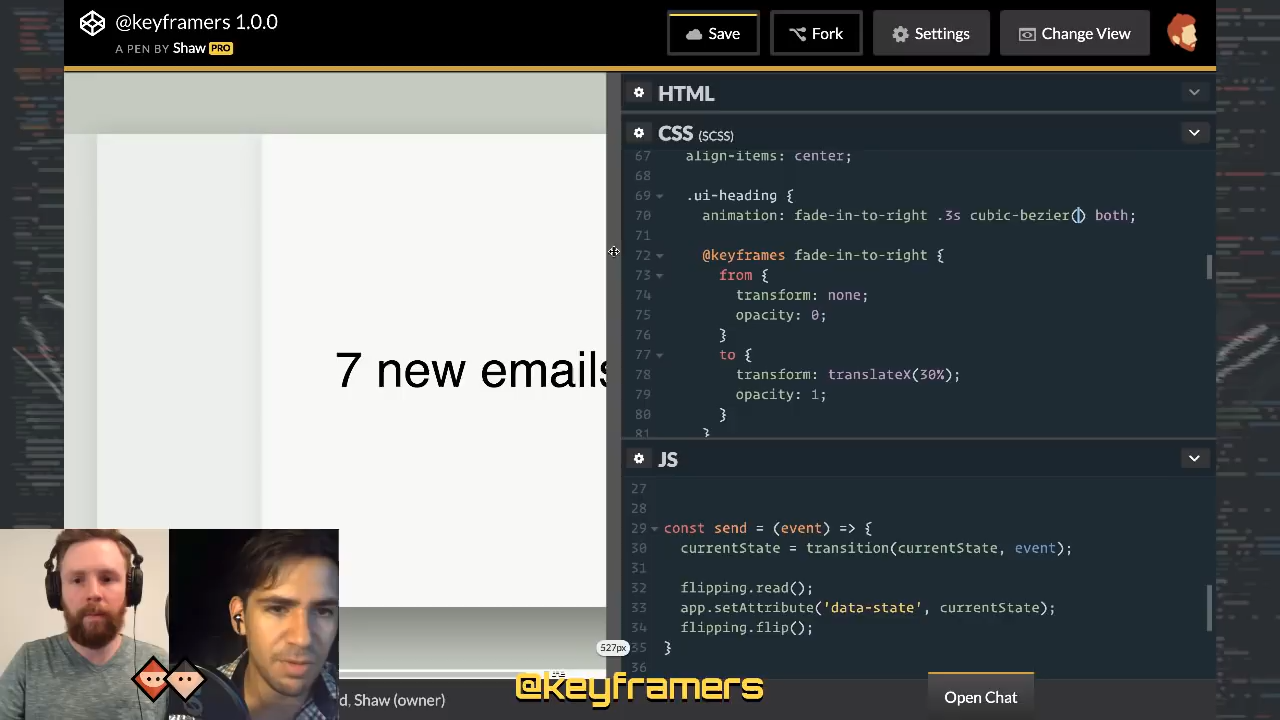 @keyframers 1.0.0
A PEN BY Shaw PRO
Save
Fork
Settings
Change View
HTML
CSS (SCSS)
67 align-items: center;
68
69 .ui-heading {
70 animation: fade-in-to-right .3s cubic-bezier() both;
71
72 @keyframes fade-in-to-right {
73 from {
74 transform: none;
75 opacity: 0;
76 }
77 to {
78 transform: translateX(30%);
79 opacity: 1;
80 }
81 }
7 new emails
JS
27
28
29 const send = (event) => {
30 currentState = transition(currentState, event);
31
32 flipping.read();
33 app.setAttribute('data-state', currentState);
34 flipping.flip();
35 }
36
527px
@keyframers
d, Shaw (owner)
Open Chat